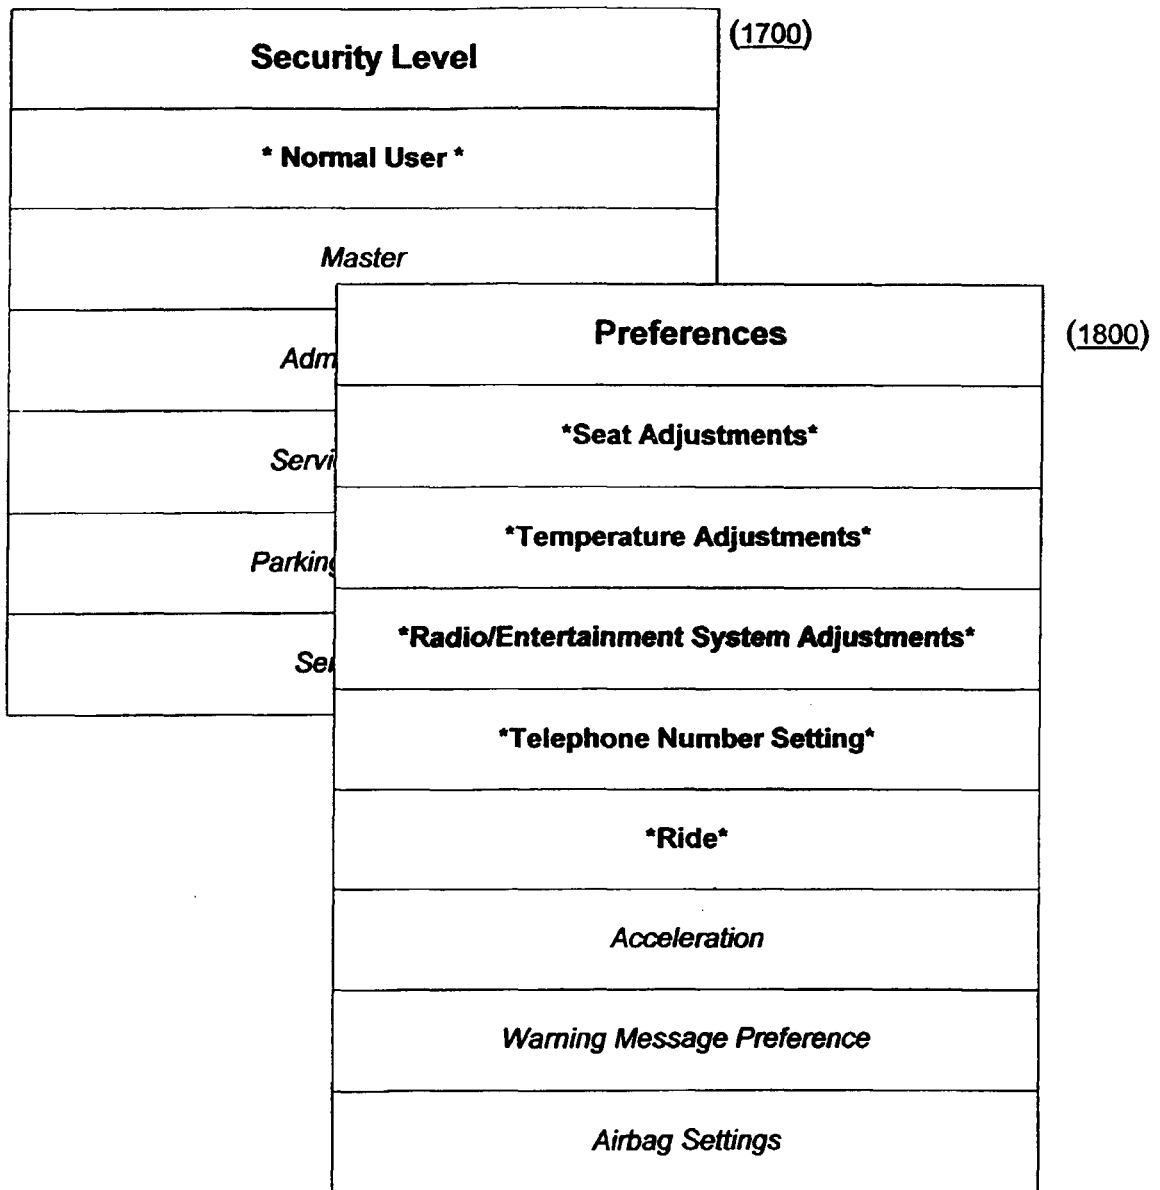 Security Level
(1700)
* Normal User *
Master
Preferences
(1800)
*Seat Adjustments*
*Temperature Adjustments*
*Radio/Entertainment System Adjustments*
*Telephone Number Setting*
*Ride*
Acceleration
Warning Message Preference
Airbag Settings